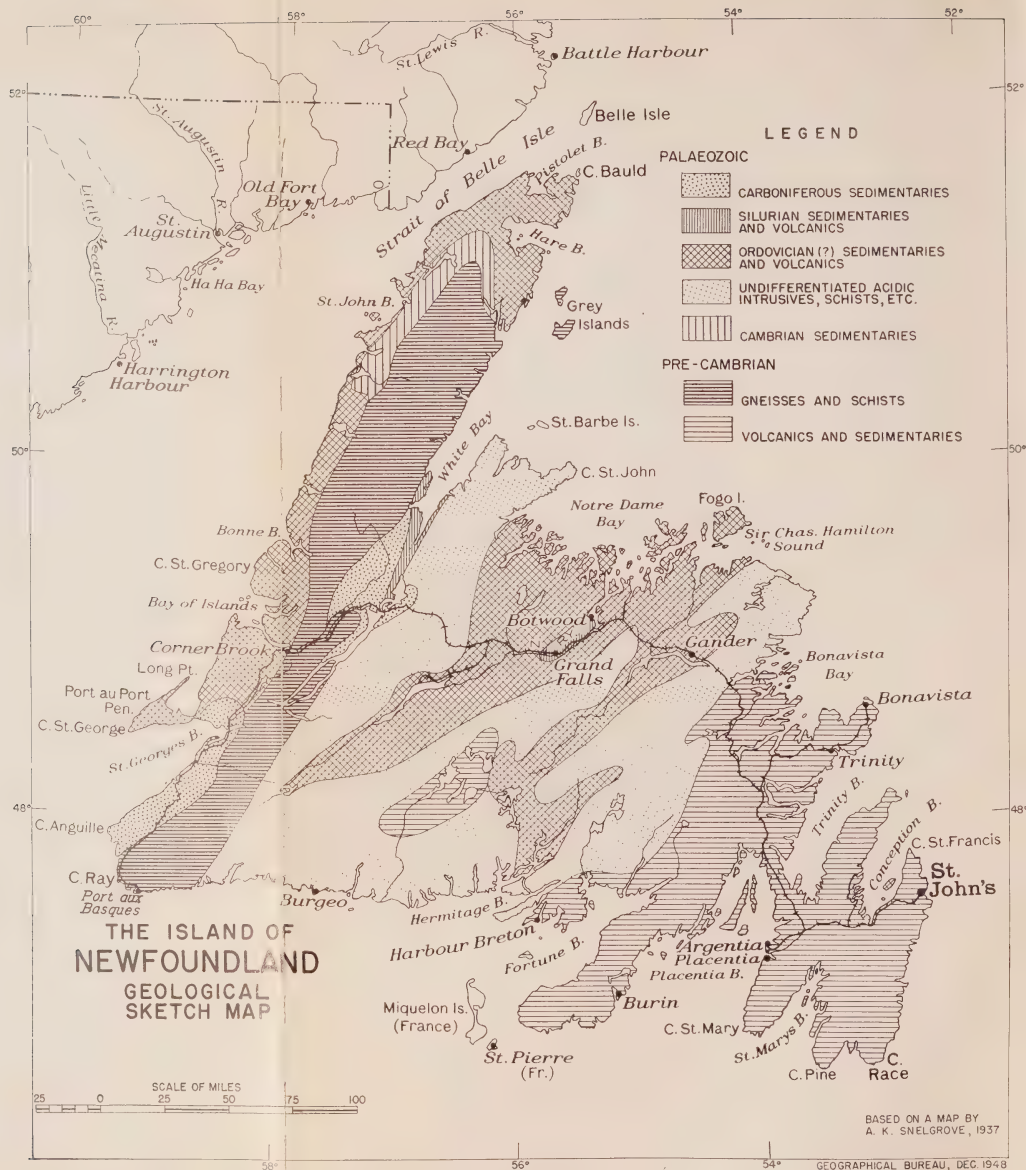 60°
58°
56°
54°
52°
St. Lewis R.
Battle Harbour
52°
52°
St. Augustin
R.
Belle Isle
Red Bay
Strait of Belle Isle
Pistolet B.
C. Bauld
Old Fort
Bay
St.
Augustin
Little
R.
Hare B.
Ha Ha Bay
St. John B.
Grey
Islands
Harrington
Harbour
LEGEND
PALAEOZOIC
CARBONIFEROUS SEDIMENTARIES
SILURIAN SEDIMENTARIES
AND VOLCANICS
ORDOVICIAN (?) SEDIMENTARIES
AND VOLCANICS
UNDIFFERENTIATED ACIDIC
INTRUSIVES, SCHISTS, ETC.
CAMBRIAN SEDIMENTARIES
PRE-CAMBRIAN
GNEISSES AND SCHISTS
VOLCANICS AND SEDIMENTARIES
50°
50°
St. Barbe Is.
White Bay
C. St. John
Notre Dame
Bay
Fogo I.
Sir Chas. Hamilton
Sound
Bonne B.
C. St. Gregory
Bay of Islands
Corner Brook
Botwood
Grand
Falls
Gander
Long Pt.
Port au Port
Pen.
C. St. George
St. Georges B.
Bonavista
Bay
Bonavista
Trinity
Trinity B.
48°
48°
C. Anguille
Conception B.
C. St. Francis
St.
John's
C. Ray
Port aux
Basques
Burgeo
Hermitage B.
Harbour Breton
Fortune B.
Argentia
Placentia
Placentia B.
Burin
THE ISLAND OF
NEWFOUNDLAND
GEOLOGICAL
SKETCH MAP
Miquelon Is.
(France)
St. Pierre
(Fr.)
C. St. Mary
St. Marys B.
C. Pine
C.
Race
SCALE OF MILES
25 0 25 50 75 100
BASED ON A MAP BY
A. K. SNELGROVE, 1937
58°
56°
54°
GEOGRAPHICAL BUREAU, DEC. 1948